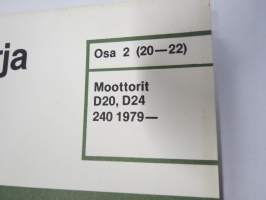 rja
Osa 2 (20—22)
Moottorit
D20, D24
240 1979—